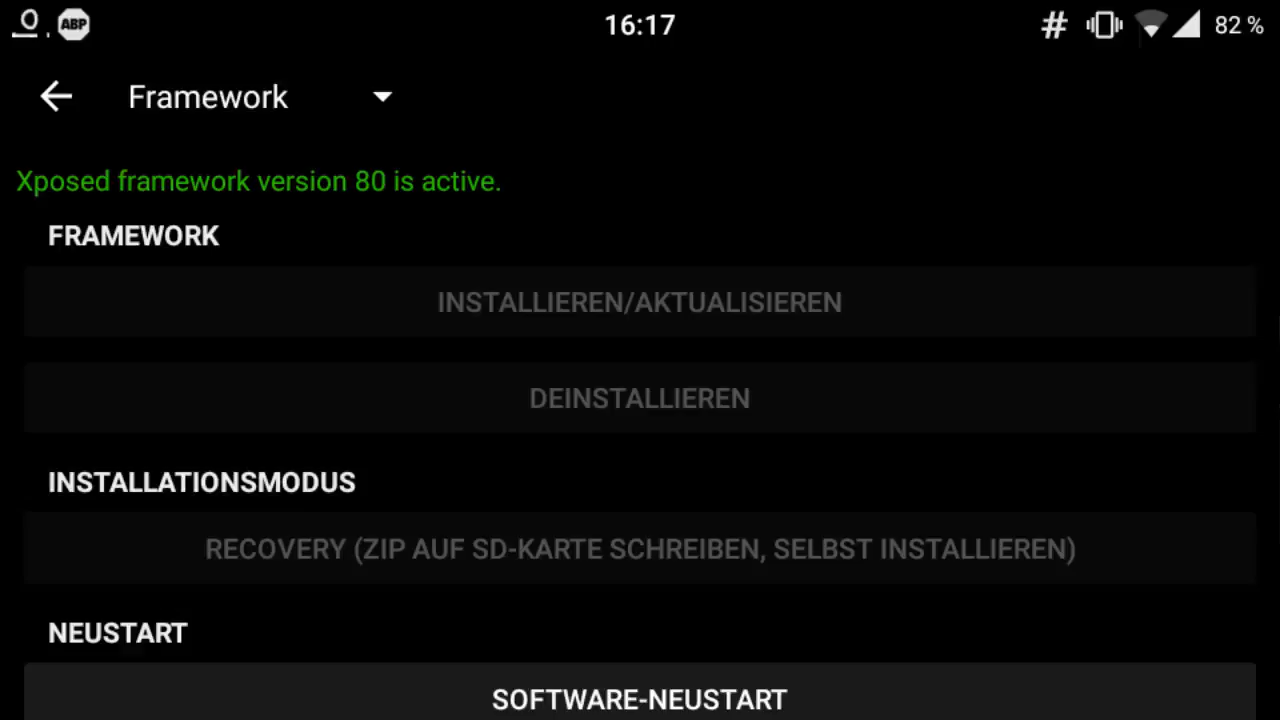 ABP 16:17 # 82 %
Framework
Xposed framework version 80 is active.
FRAMEWORK
INSTALLIEREN/AKTUALISIEREN
DEINSTALLIEREN
INSTALLATIONSMODUS
RECOVERY (ZIP AUF SD-KARTE SCHREIBEN, SELBST INSTALLIEREN)
NEUSTART
SOFTWARE-NEUSTART